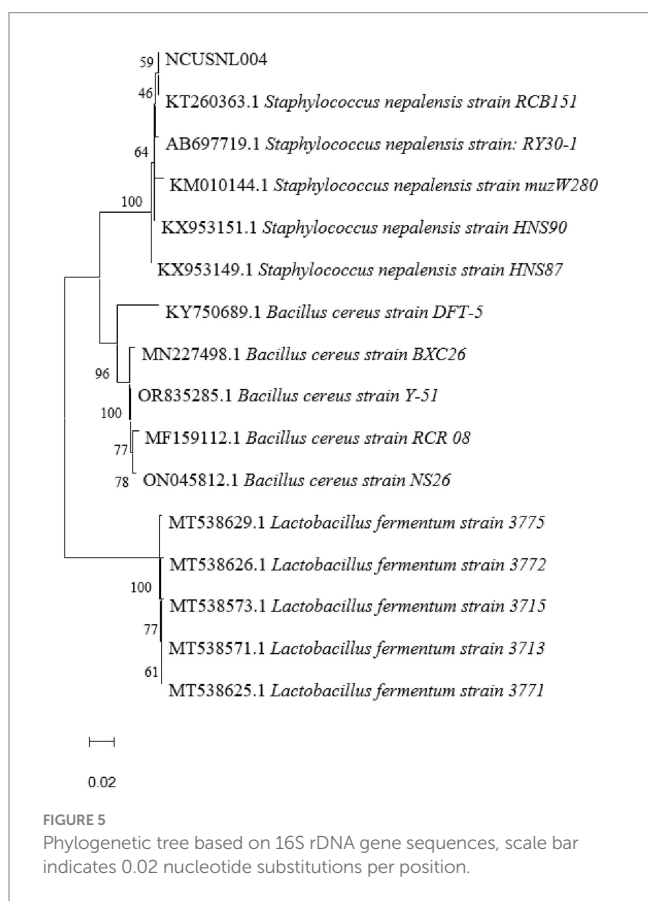 59
NCUSNL004
46
KT260363.1 Staphylococcus nepalensis strain RCB151
AB697719.1 Staphylococcus nepalensis strain: RY30-1
64
KM010144.1 Staphylococcus nepalensis strain muzW280
100
KX953151.1 Staphylococcus nepalensis strain HNS90
KX953149.1 Staphylococcus nepalensis strain HNS87
KY750689.1 Bacillus cereus strain DFT-5
MN227498.1 Bacillus cereus strain BXC26
96
OR835285.1 Bacillus cereus strain Y-51
100
MF159112.1 Bacillus cereus strain RCR 08
77
ON045812.1 Bacillus cereus strain NS26
78
MT538629.1 Lactobacillus fermentum strain 3775
MT538626.1 Lactobacillus fermentum strain 3772
100
MT538573.1 Lactobacillus fermentum strain 3715
77
MT538571.1 Lactobacillus fermentum strain 3713
61
MT538625.1 Lactobacillus fermentum strain 3771
0.02
FIGURE 5
Phylogenetic tree based on 16S rDNA gene sequences, scale bar
indicates 0.02 nucleotide substitutions per position.